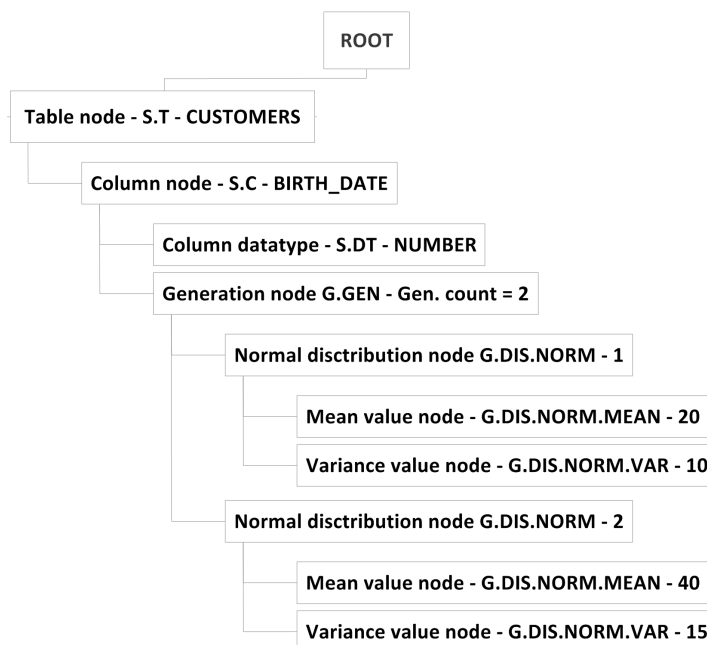 ROOT
Table node - S.T - CUSTOMERS
Column node - S.C - BIRTH_DATE
Column datatype - S.DT - NUMBER
Generation node G.GEN - Gen. count = 2
Normal disctribution node G.DIS.NORM - 1
Mean value node - G.DIS.NORM.MEAN - 20
Variance value node - G.DIS.NORM.VAR - 10
Normal disctribution node G.DIS.NORM - 2
Mean value node - G.DIS.NORM.MEAN - 40
Variance value node - G.DIS.NORM.VAR - 15